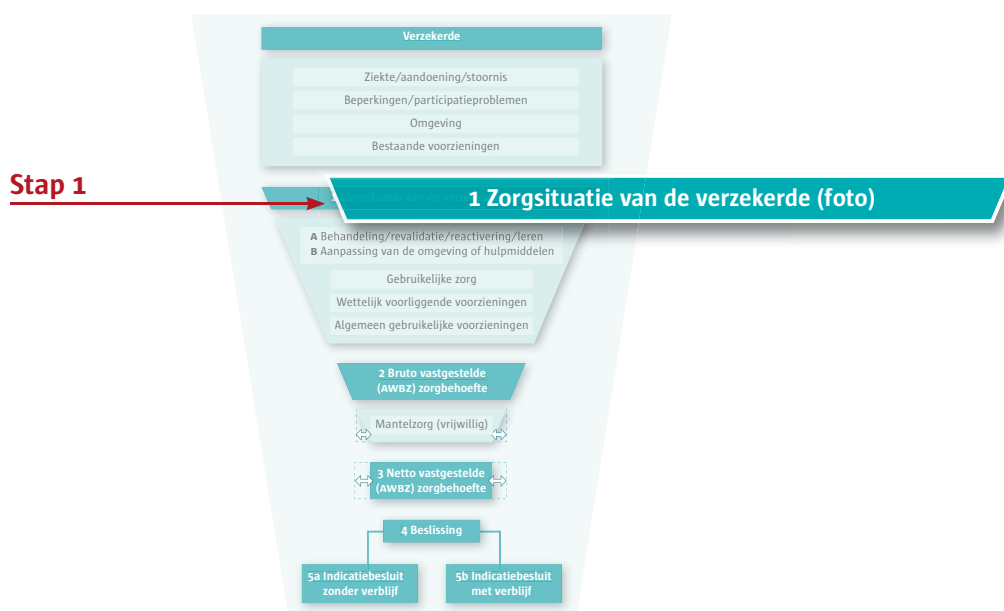 Verzekerde
Ziekte/aandoening/stoornis
Beperkingen/participatieproblemen
Omgeving
Bestaande voorzieningen
Stap 1
1 Zorgsituatie van de verzekerde (foto)
A Behandeling/revalidatie/reactivering/leren
B Aanpassing van de omgeving of hulpmiddelen
Gebruikelijke zorg
Wettelijk voorliggende voorzieningen
Algemeen gebruikelijke voorzieningen
2 Bruto vastgestelde
(AWBZ) zorgbehoefte
Mantelzorg (vrijwillig)
3 Netto vastgestelde
(AWBZ) zorgbehoefte
4 Beslissing
5a Indicatiebesluit
zonder verblijf
5b Indicatiebesluit
met verblijf